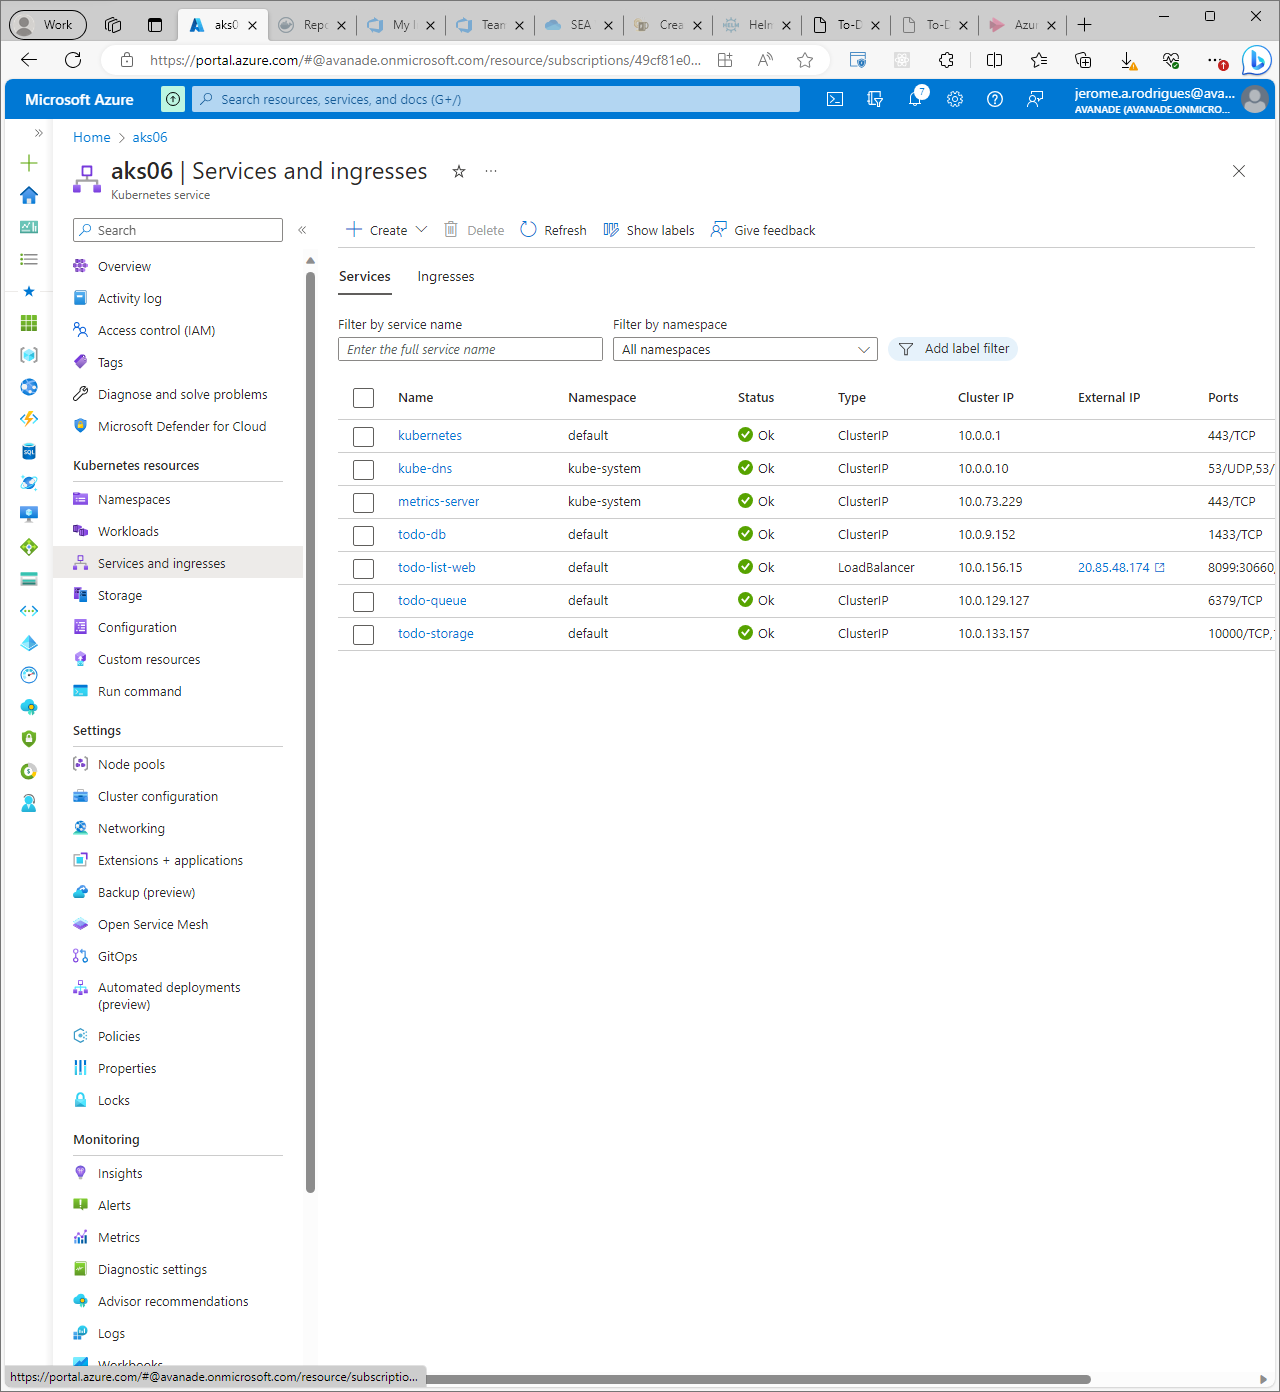 Work
aks0
Repo
My
Tean
SEA
Crea
Helm
To-D
To-D
Azur
https://portal.azure.com/#@avanade.onmicrosoft.com/resource/subscriptions/49cf81e0...
Microsoft Azure
Search resources, services, and docs (G+/)
7
jerome.a.rodrigues@ava...
AVANADE (AVANADE.ONMICRO...
Home > aks06
aks06 | Services and ingresses
Kubernetes service
Search
Overview
Activity log
Access control (IAM)
Tags
Diagnose and solve problems
Microsoft Defender for Cloud
Kubernetes resources
Namespaces
Workloads
Services and ingresses
Storage
Configuration
Custom resources
Run command
Settings
Node pools
Cluster configuration
Networking
Extensions + applications
Backup (preview)
Open Service Mesh
GitOps
Automated deployments
(preview)
Policies
Properties
Locks
Monitoring
Insights
Alerts
Metrics
Diagnostic settings
Advisor recommendations
Logs
Workbooks
Create Delete Refresh Show labels Give feedback
Services Ingresses
Filter by service name Filter by namespace
Enter the full service name All namespaces Add label filter
Name Namespace Status Type Cluster IP External IP Ports
kubernetes default Ok ClusterIP 10.0.0.1 443/TCP
kube-dns kube-system Ok ClusterIP 10.0.0.10 53/UDP,53/
metrics-server kube-system Ok ClusterIP 10.0.73.229 443/TCP
todo-db default Ok ClusterIP 10.0.9.152 1433/TCP
todo-list-web default Ok LoadBalancer 10.0.156.15 20.85.48.174 8099:30660,
todo-queue default Ok ClusterIP 10.0.129.127 6379/TCP
todo-storage default Ok ClusterIP 10.0.133.157 10000/TCP,
https://portal.azure.com/#@avanade.onmicrosoft.com/resource/subscriptio...